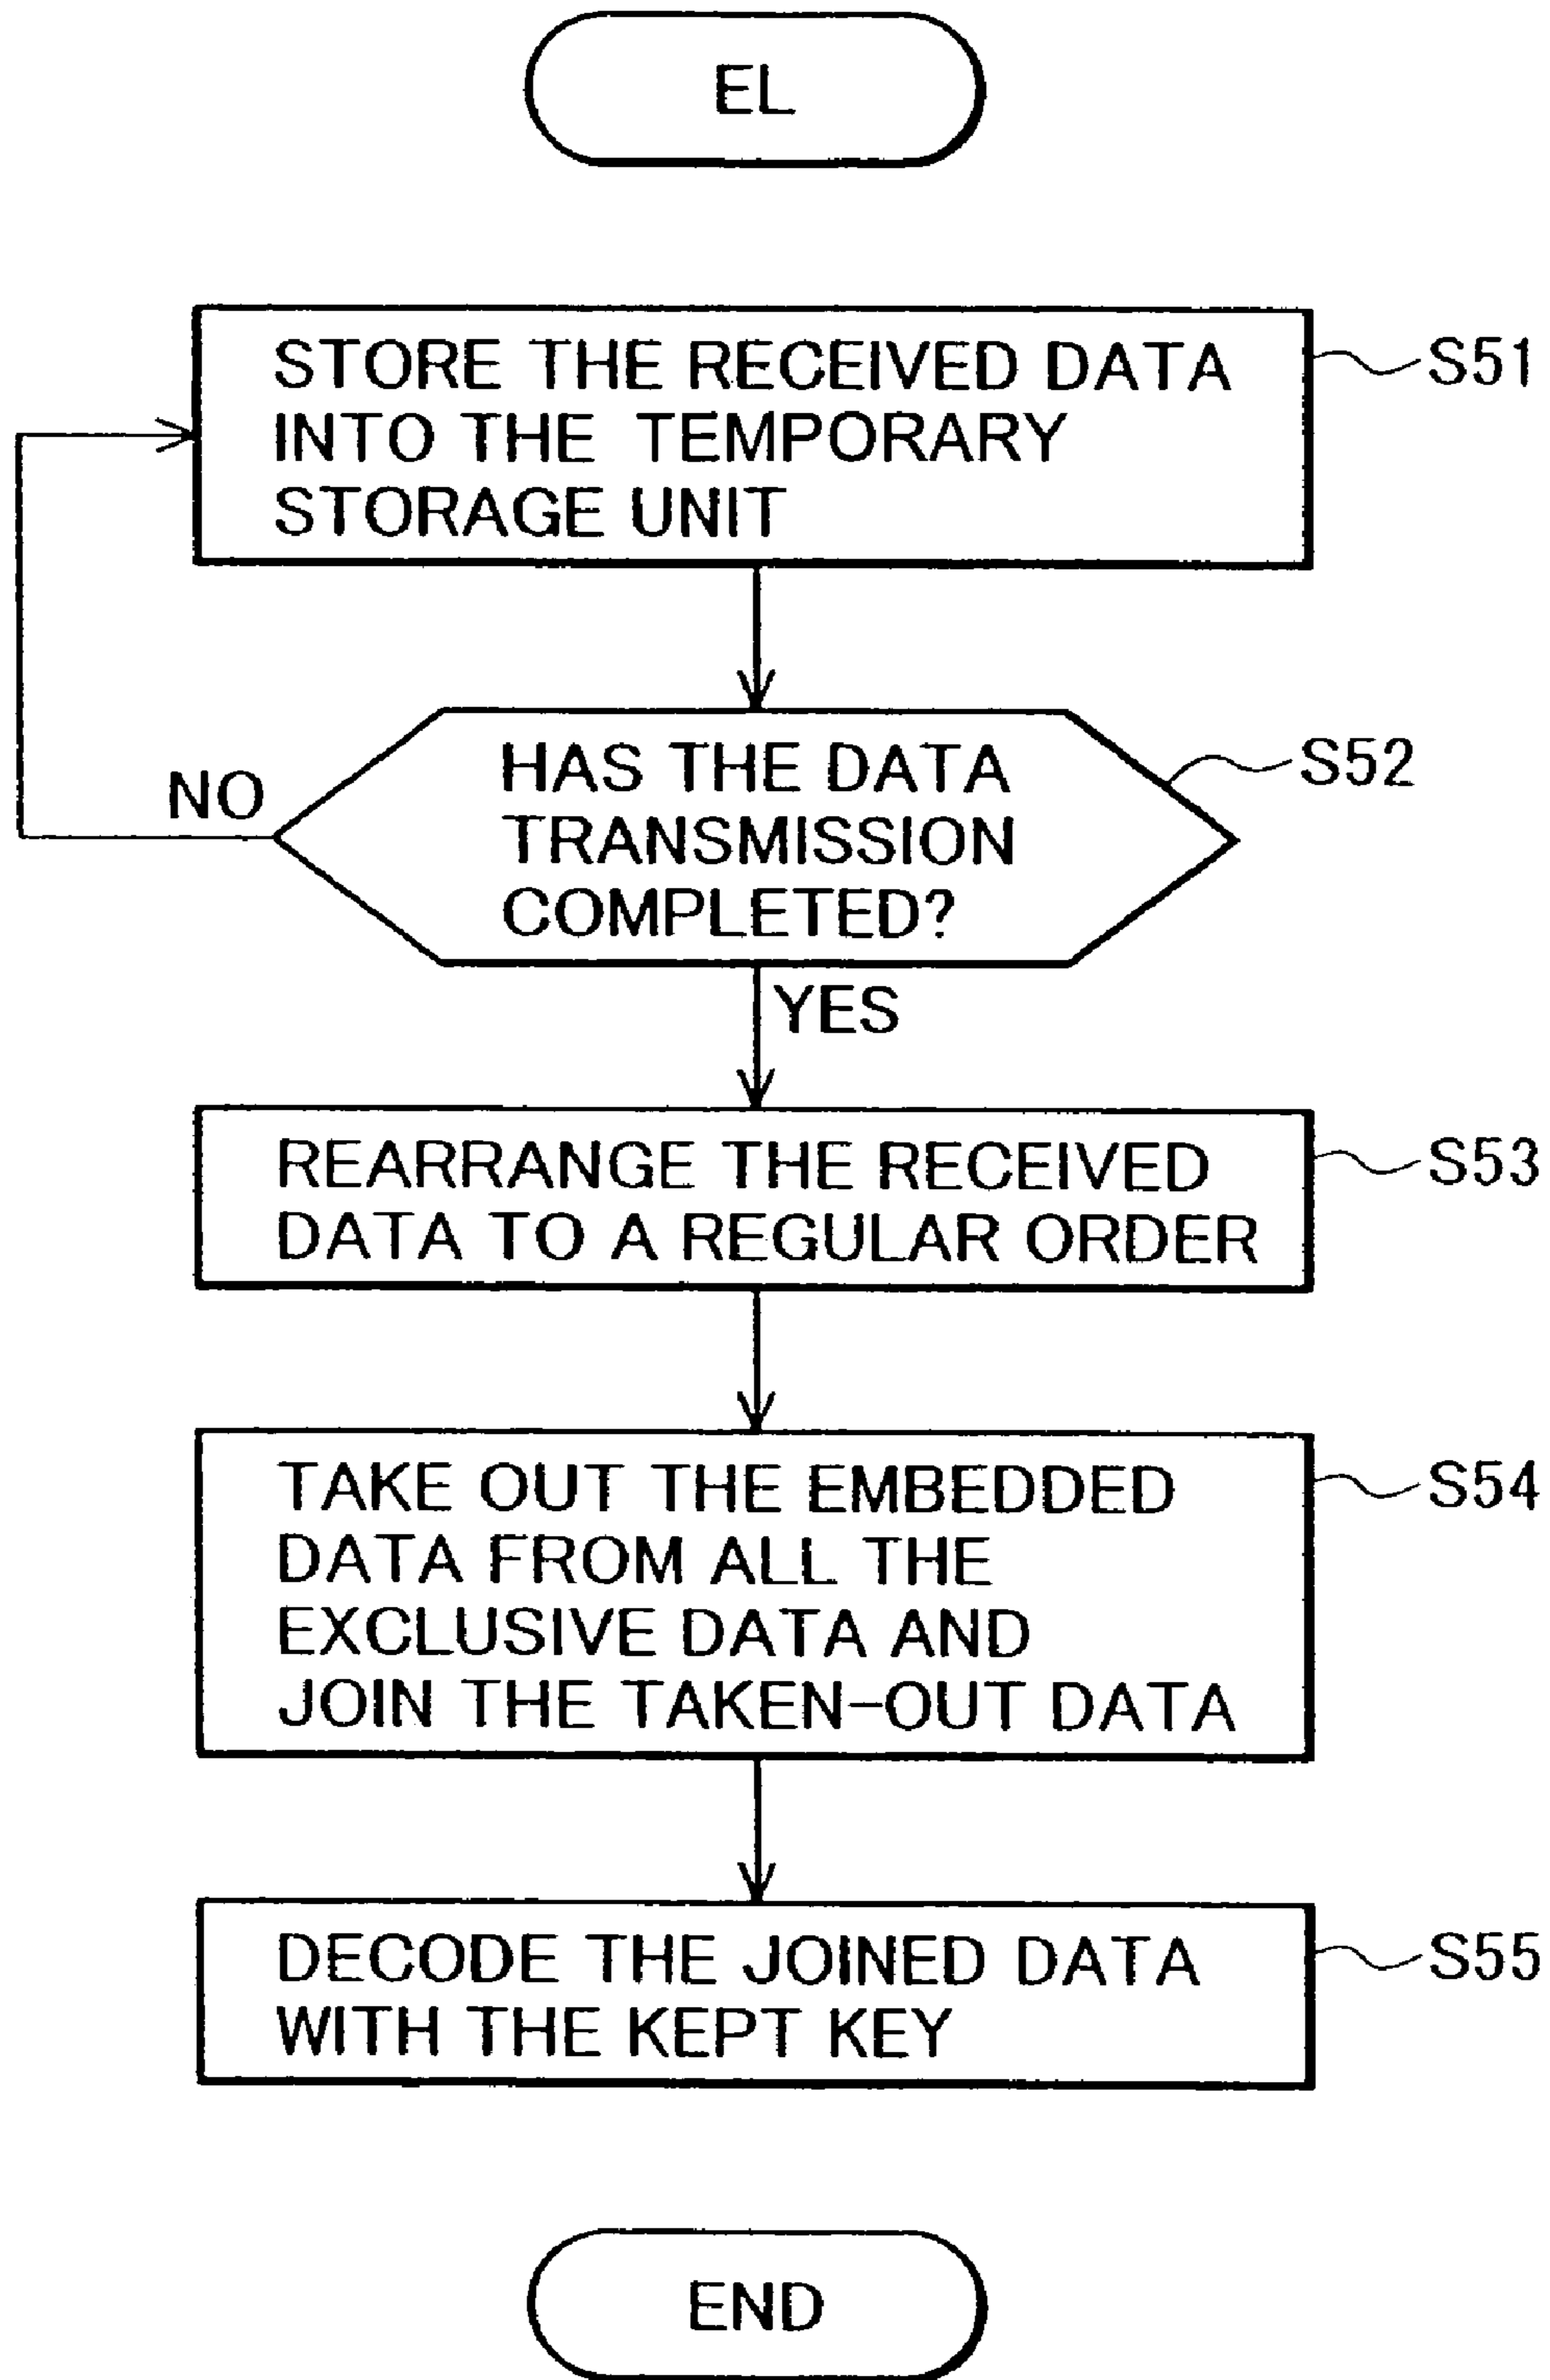 EL
STORE THE RECEIVED DATA
INTO THE TEMPORARY
STORAGE UNIT
S51
HAS THE DATA
TRANSMISSION
COMPLETED?
S52
NO
YES
REARRANGE THE RECEIVED
DATA TO A REGULAR ORDER
S53
TAKE OUT THE EMBEDDED
DATA FROM ALL THE
EXCLUSIVE DATA AND
JOIN THE TAKEN-OUT DATA
S54
DECODE THE JOINED DATA
WITH THE KEPT KEY
S55
END